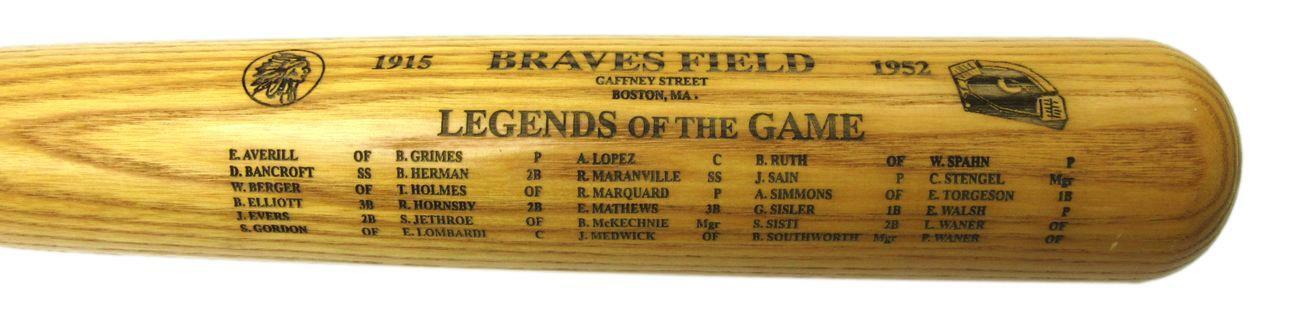 1915 BRAVES FIELD 1952
GAFFNEY STREET
BOSTON, MA.
LEGENDS OF THE GAME
E. AVERILL OF B. GRIMES P A. LOPEZ C B. RUTH OF W. SPAHN P
D. BANCROFT SS B. HERMAN 2B R. MARANVILLE SS J. SAIN P C. STENGEL Mgr
W. BERGER OF T. HOLMES OF R. MARQUARD P A. SIMMONS OF E. TORGESON 1B
B. ELLIOTT 3B R. HORNSBY 2B E. MATHEWS 3B G. SISLER 1B E. WALSH P
J. EVERS 2B S. JETHROE OF B. McKECHNIE Mgr S. SISTI 2B L. WANER OF
S. GORDON OF E. LOMBARDI C J. MEDWICK OF B. SOUTHWORTH Mgr P. WANER OF